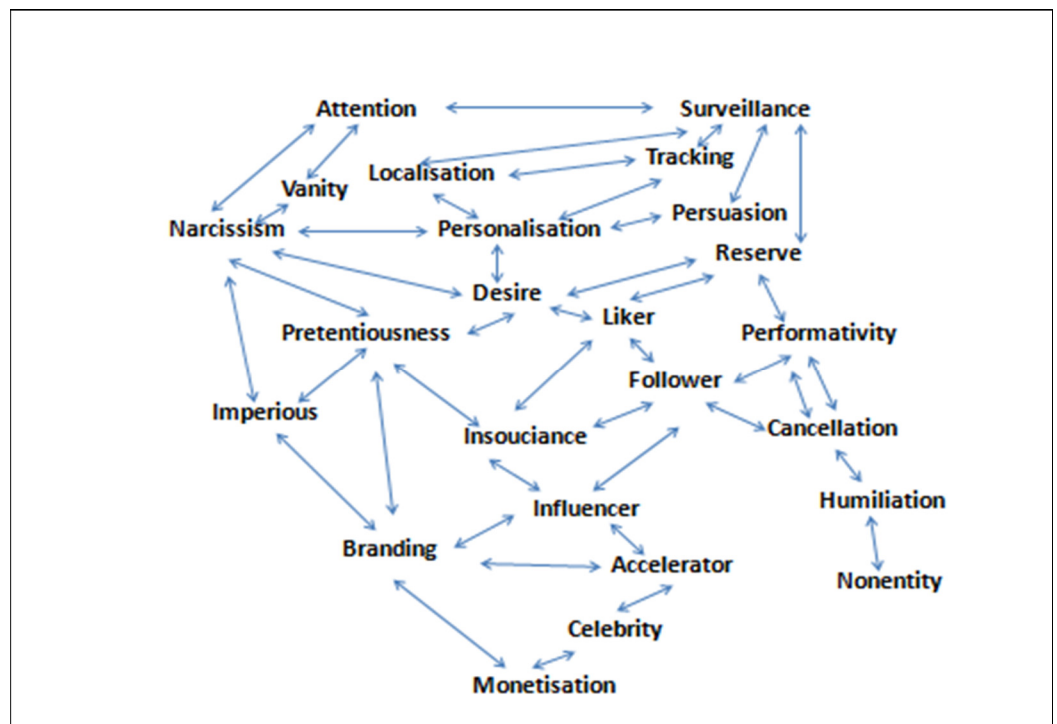 Attention
Surveillance
Tracking
Localisation
Vanity
Persuasion
Narcissism
Personalisation
Reserve
Desire
Liker
Pretentiousness
Performativity
Follower
Imperious
Cancellation
Insouciance
Humiliation
Influencer
Branding
Accelerator
Nonentity
Celebrity
Monetisation